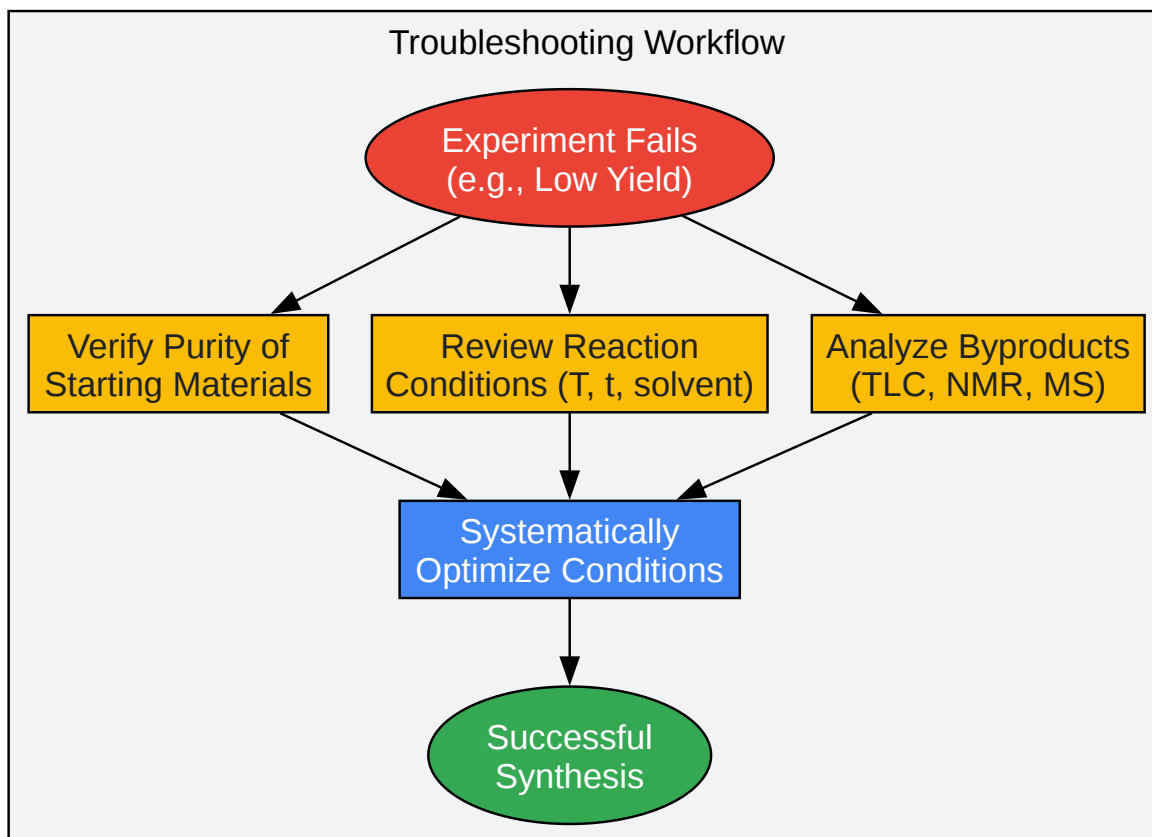 Troubleshooting Workflow
Experiment Fails
(e.g., Low Yield)
Verify Purity of
Starting Materials
Review Reaction
Conditions (T, t, solvent)
Analyze Byproducts
(TLC, NMR, MS)
Systematically
Optimize Conditions
Successful
Synthesis